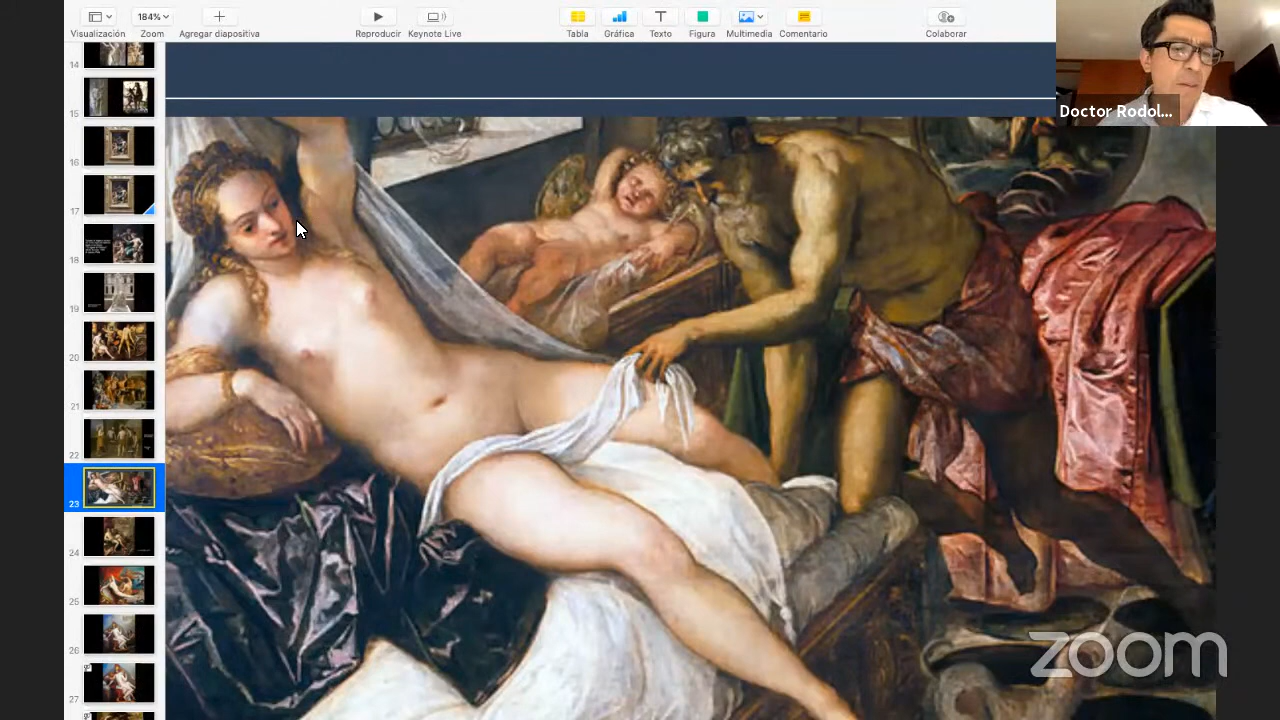 184%
Visualización
Zoom
Agregar diapositiva
Reproducir
Keynote Live
Tabla
Gráfica
Texto
Figura
Multimedia
Comentario
Colaborar
Doctor Rodol...
14
15
16
17
18
19
20
21
22
23
24
25
26
27
zoom